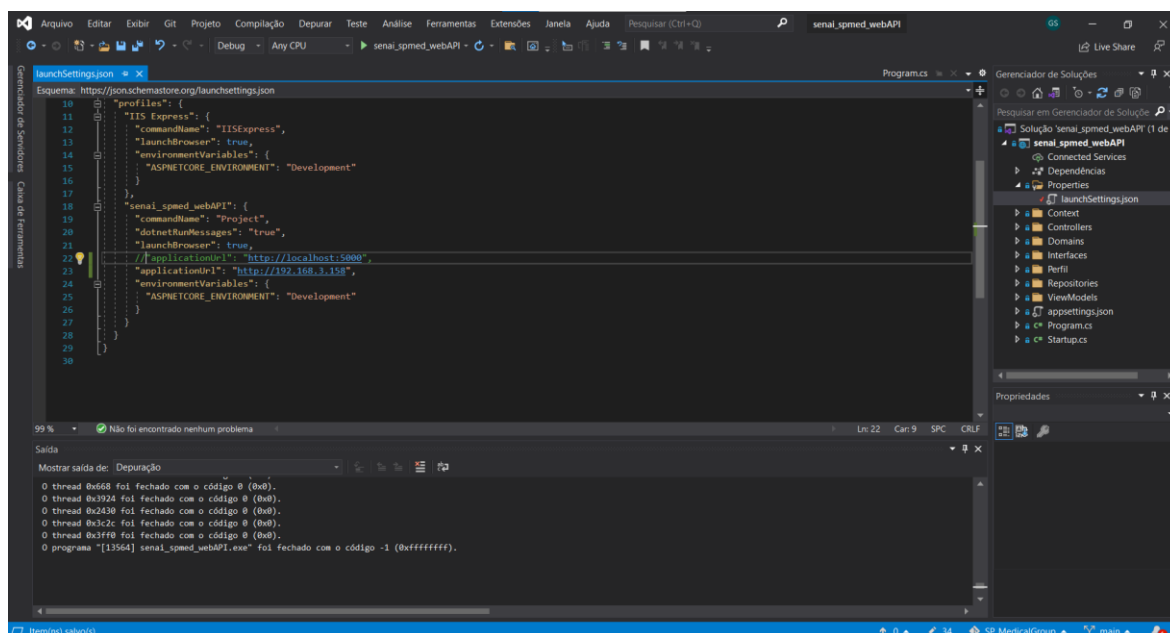 Arquivo Editar Exibir Git Projeto Compilação Depurar Teste Análise Ferramentas Extensões Janela Ajuda Pesquisar (Ctrl+Q) senai_spmed_webAPI GS
Debug Any CPU senai_spmed_webAPI Live Share
Gerenciador de Servidores
Caixa de Ferramentas
launchSettings.json Program.cs
Esquema: https://json.schemastore.org/launchsettings.json
10 "profiles": {
11 "IIS Express": {
12 "commandName": "IISExpress",
13 "launchBrowser": true,
14 "environmentVariables": {
15 "ASPNETCORE_ENVIRONMENT": "Development"
16 }
17 },
18 "senai_spmed_webAPI": {
19 "commandName": "Project",
20 "dotnetRunMessages": "true",
21 "launchBrowser": true,
22 //"applicationUrl": "http://localhost:5000",
23 "applicationUrl": "http://192.168.3.158",
24 "environmentVariables": {
25 "ASPNETCORE_ENVIRONMENT": "Development"
26 }
27 }
28 }
29 }
30
99 % Não foi encontrado nenhum problema Ln: 22 Car: 9 SPC CRLF
Saída
Mostrar saída de: Depuração
O thread 0x668 foi fechado com o código 0 (0x0).
O thread 0x3924 foi fechado com o código 0 (0x0).
O thread 0x2430 foi fechado com o código 0 (0x0).
O thread 0x3c2c foi fechado com o código 0 (0x0).
O thread 0x3ff0 foi fechado com o código 0 (0x0).
O programa "[13564] senai_spmed_webAPI.exe" foi fechado com o código -1 (0xffffffff).
Gerenciador de Soluções
Pesquisar em Gerenciador de Soluçõe
Solução 'senai_spmed_webAPI' (1 de
senai_spmed_webAPI
Connected Services
Dependências
Properties
launchSettings.json
Context
Controllers
Domains
Interfaces
Perfil
Repositories
ViewModels
appsettings.json
C# Program.cs
C# Startup.cs
Propriedades
Item(ns) salvo(s) 0 34 SP_MedicalGroup main